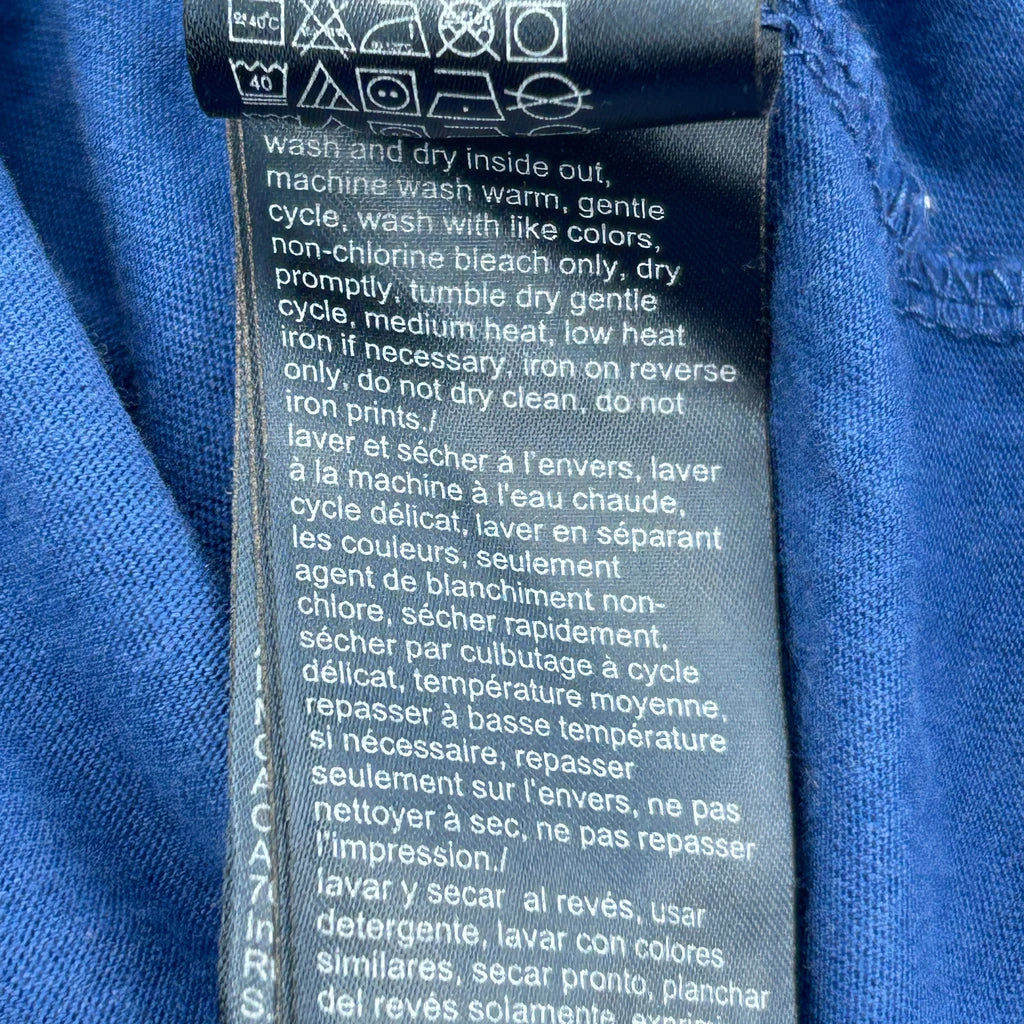 40°C
40
wash and dry inside out,
machine wash warm, gentle
cycle, wash with like colors,
non-chlorine bleach only, dry
promptly, tumble dry gentle
cycle, medium heat, low heat
iron if necessary, iron on reverse
only, do not dry clean, do not
iron prints./
laver et sécher à l'envers, laver
à la machine à l'eau chaude,
cycle délicat, laver en séparant
les couleurs, seulement
agent de blanchiment non-
chlore, sécher rapidement,
sécher par culbutage à cycle
délicat, température moyenne,
repasser à basse température
si nécessaire, repasser
seulement sur l'envers, ne pas
nettoyer à sec, ne pas repasser
l'impression./
lavar y secar al revés, usar
detergente, lavar con colores
similares, secar pronto, planchar
del revés solamente,